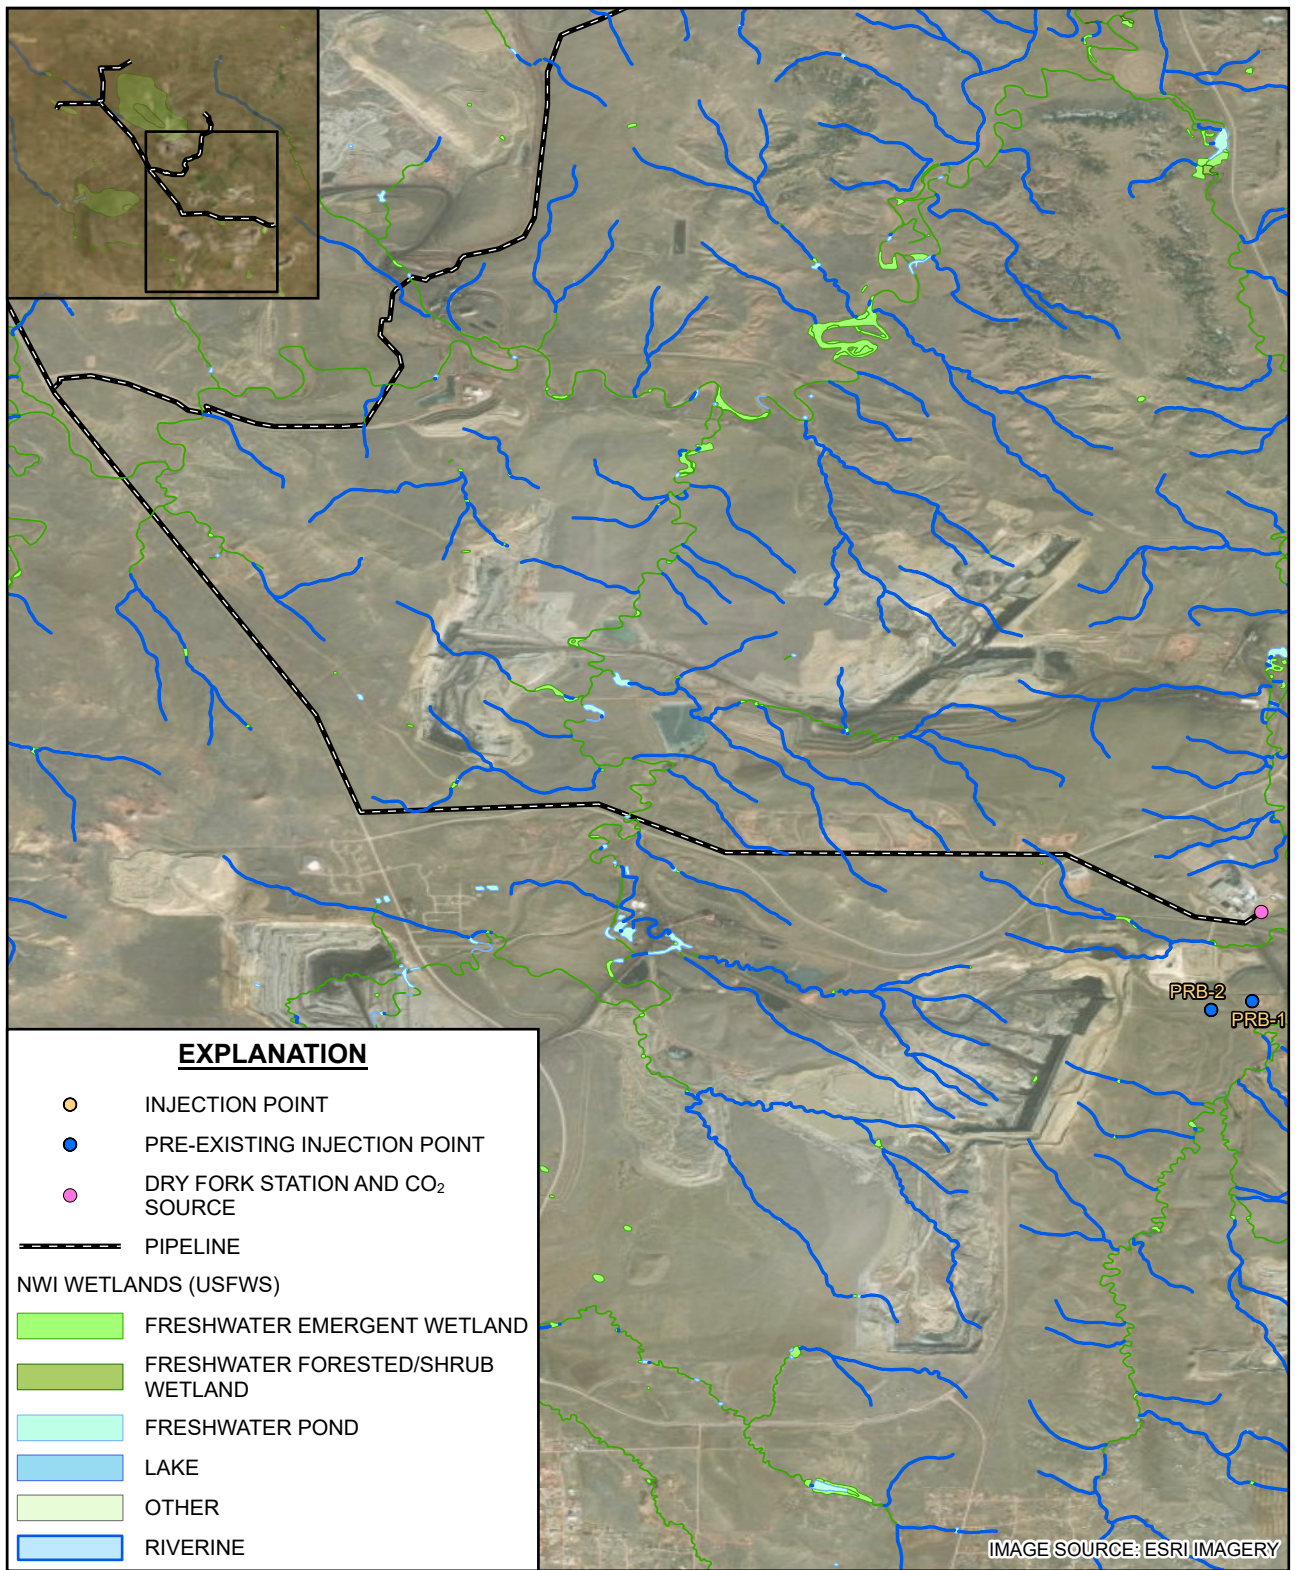 PRB-2
PRB-1
EXPLANATION
INJECTION POINT
PRE-EXISTING INJECTION POINT
DRY FORK STATION AND CO₂
SOURCE
PIPELINE
NWI WETLANDS (USFWS)
FRESHWATER EMERGENT WETLAND
FRESHWATER FORESTED/SHRUB
WETLAND
FRESHWATER POND
LAKE
OTHER
RIVERINE
IMAGE SOURCE: ESRI IMAGERY